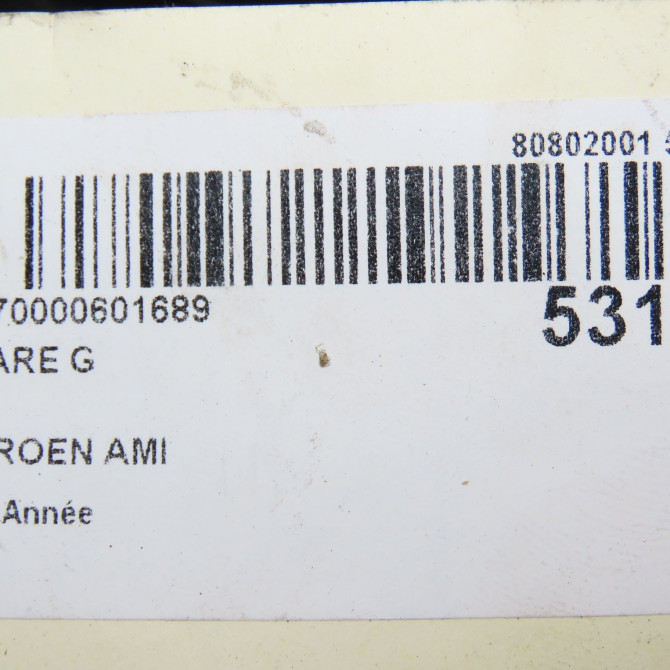 80802001 5
70000601689
531
ARE G
ROEN AMI
Année